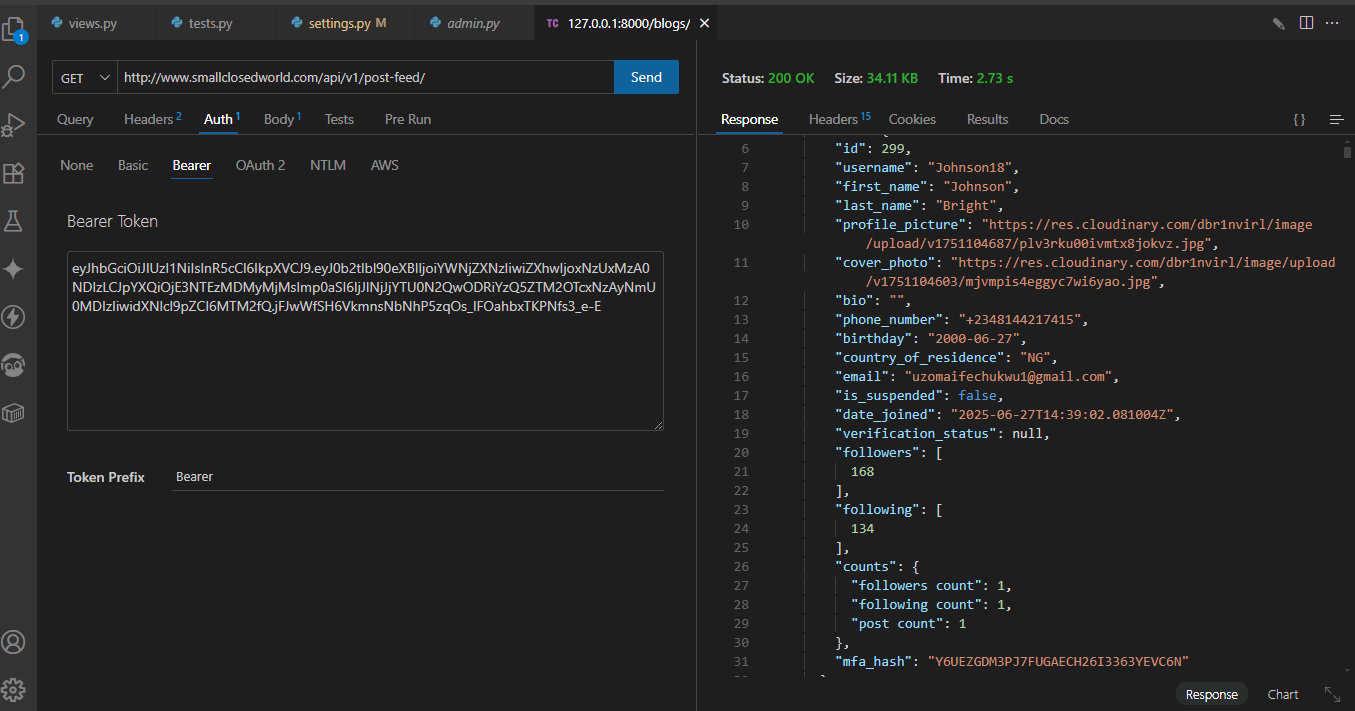 views.py
tests.py
settings.py M
admin.py
TC 127.0.0.1:8000/blogs/
1
GET
http://www.smallclosedworld.com/api/v1/post-feed/
Send
Query
Headers 2
Auth 1
Body 1
Tests
Pre Run
None
Basic
Bearer
OAuth 2
NTLM
AWS
Bearer Token
Token Prefix
Bearer
Status: 200 OK
Size: 34.11 KB
Time: 2.73 s
Response
Headers 15
Cookies
Results
Docs
{}
6
7
8
9
10
11
12
13
14
15
16
17
18
19
20
21
22
23
24
25
26
27
28
29
30
31
"id": 299,
"username": "Johnson18",
"first_name": "Johnson",
"last_name": "Bright",
"profile_picture": "https://res.cloudinary.com/dbr1nvirl/image
/upload/v1751104687/plv3rku00ivmtx8jokvz.jpg",
"cover_photo": "https://res.cloudinary.com/dbr1nvirl/image/upload
/v1751104603/mjvmpis4eggyc7wi6yao.jpg",
"bio": "",
"phone_number": "+2348144217415",
"birthday": "2000-06-27",
"country_of_residence": "NG",
"email": "uzomaifechukwu1@gmail.com",
"is_suspended": false,
"date_joined": "2025-06-27T14:39:02.081004Z",
"verification_status": null,
"followers": [
168
],
"following": [
134
],
"counts": {
"followers count": 1,
"following count": 1,
"post count": 1
},
"mfa_hash": "Y6UEZGDM3PJ7FUGAECH26I3363YEVC6N"
Response
Chart